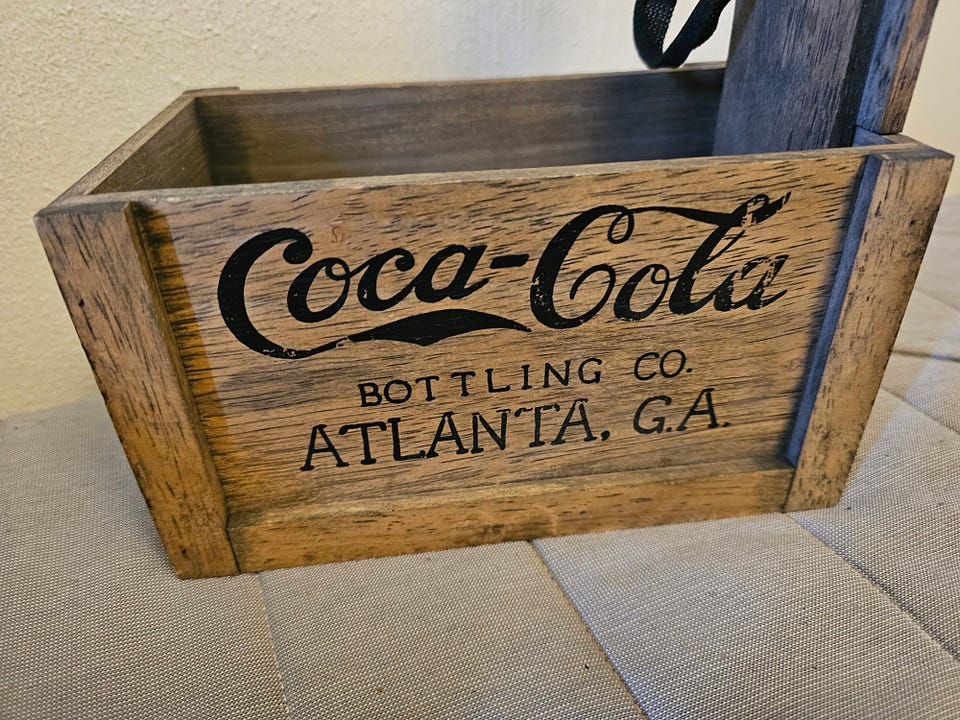 Coca-Cola
BOTTLING CO.
ATLANTA, G.A.